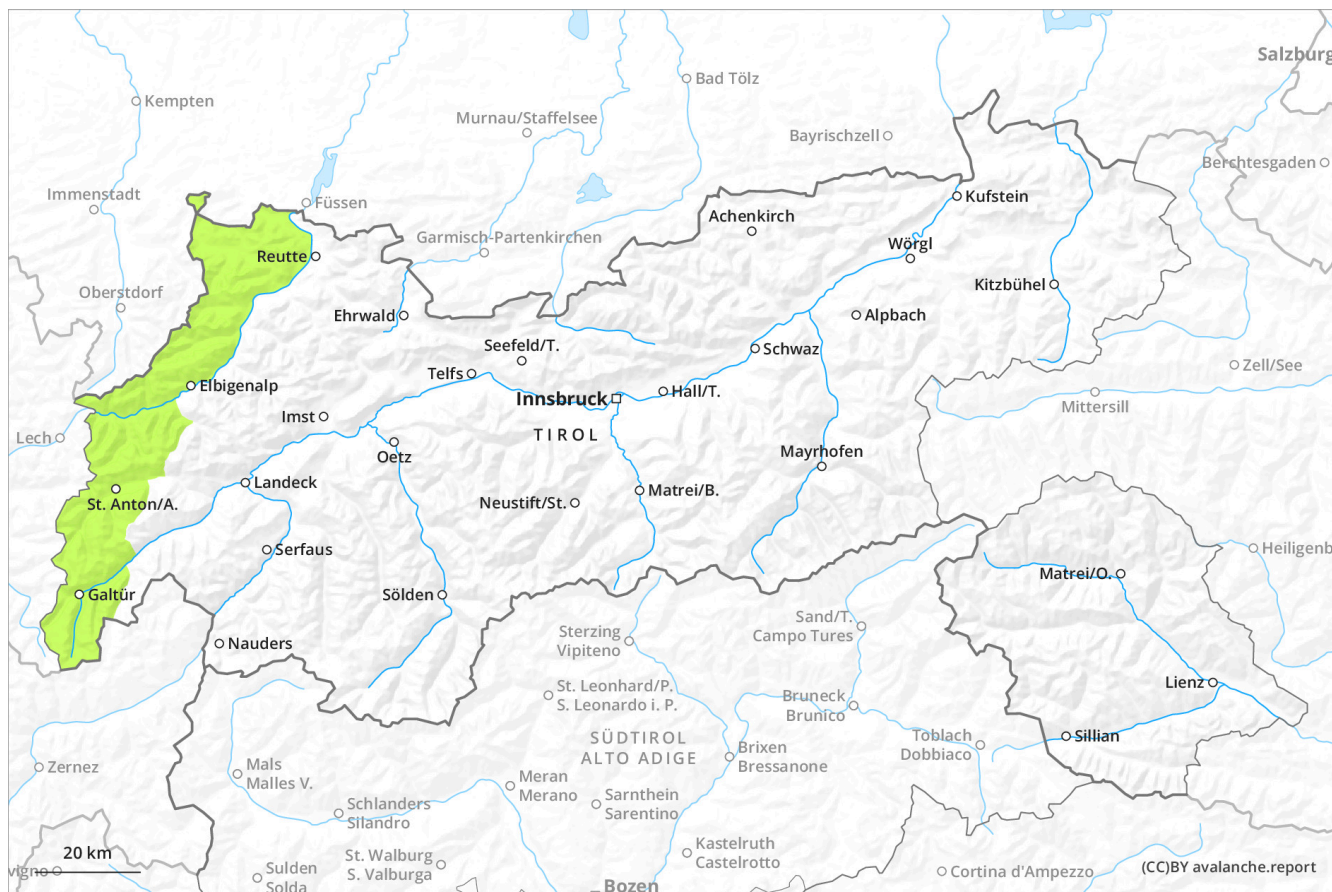 Salzburg
Bad Tölz
Kempten
Murnau/Staffelsee
Bayrischzell
Berchtesgaden
Immenstadt
Füssen
Kufstein
Achenkirch
Garmisch-Partenkirchen
Wörgl
Reutte
Kitzbühel
Oberstdorf
Ehrwald
Alpbach
Seefeld/T.
Schwaz
Zell/See
Telfs
Elbigenalp
Hall/T.
Innsbruck
Mittersill
Imst
TIROL
Lech
Oetz
Mayrhofen
Landeck
Matrei/B.
St. Anton/A.
Neustift/St.
Serfaus
Heiligenb
Matrei/O.
Galtür
Sölden
Sand/T.
Campo Tures
Sterzing
Vipiteno
Nauders
Lienz
St. Leonhard/P.
S. Leonardo i. P.
Bruneck
Brunico
Sillian
SÜDTIROL
ALTO ADIGE
Toblach
Dobbiaco
Brixen
Bressanone
Zernez
Mals
Malles V.
Meran
Merano
Sarnthein
Sarentino
Schlanders
Silandro
Kastelruth
Castelrotto
20 km
St. Walburg
S. Valburga
vigno
Sulden
Solda
Cortina d'Ampezzo
(CC)BY avalanche.report
Bozen